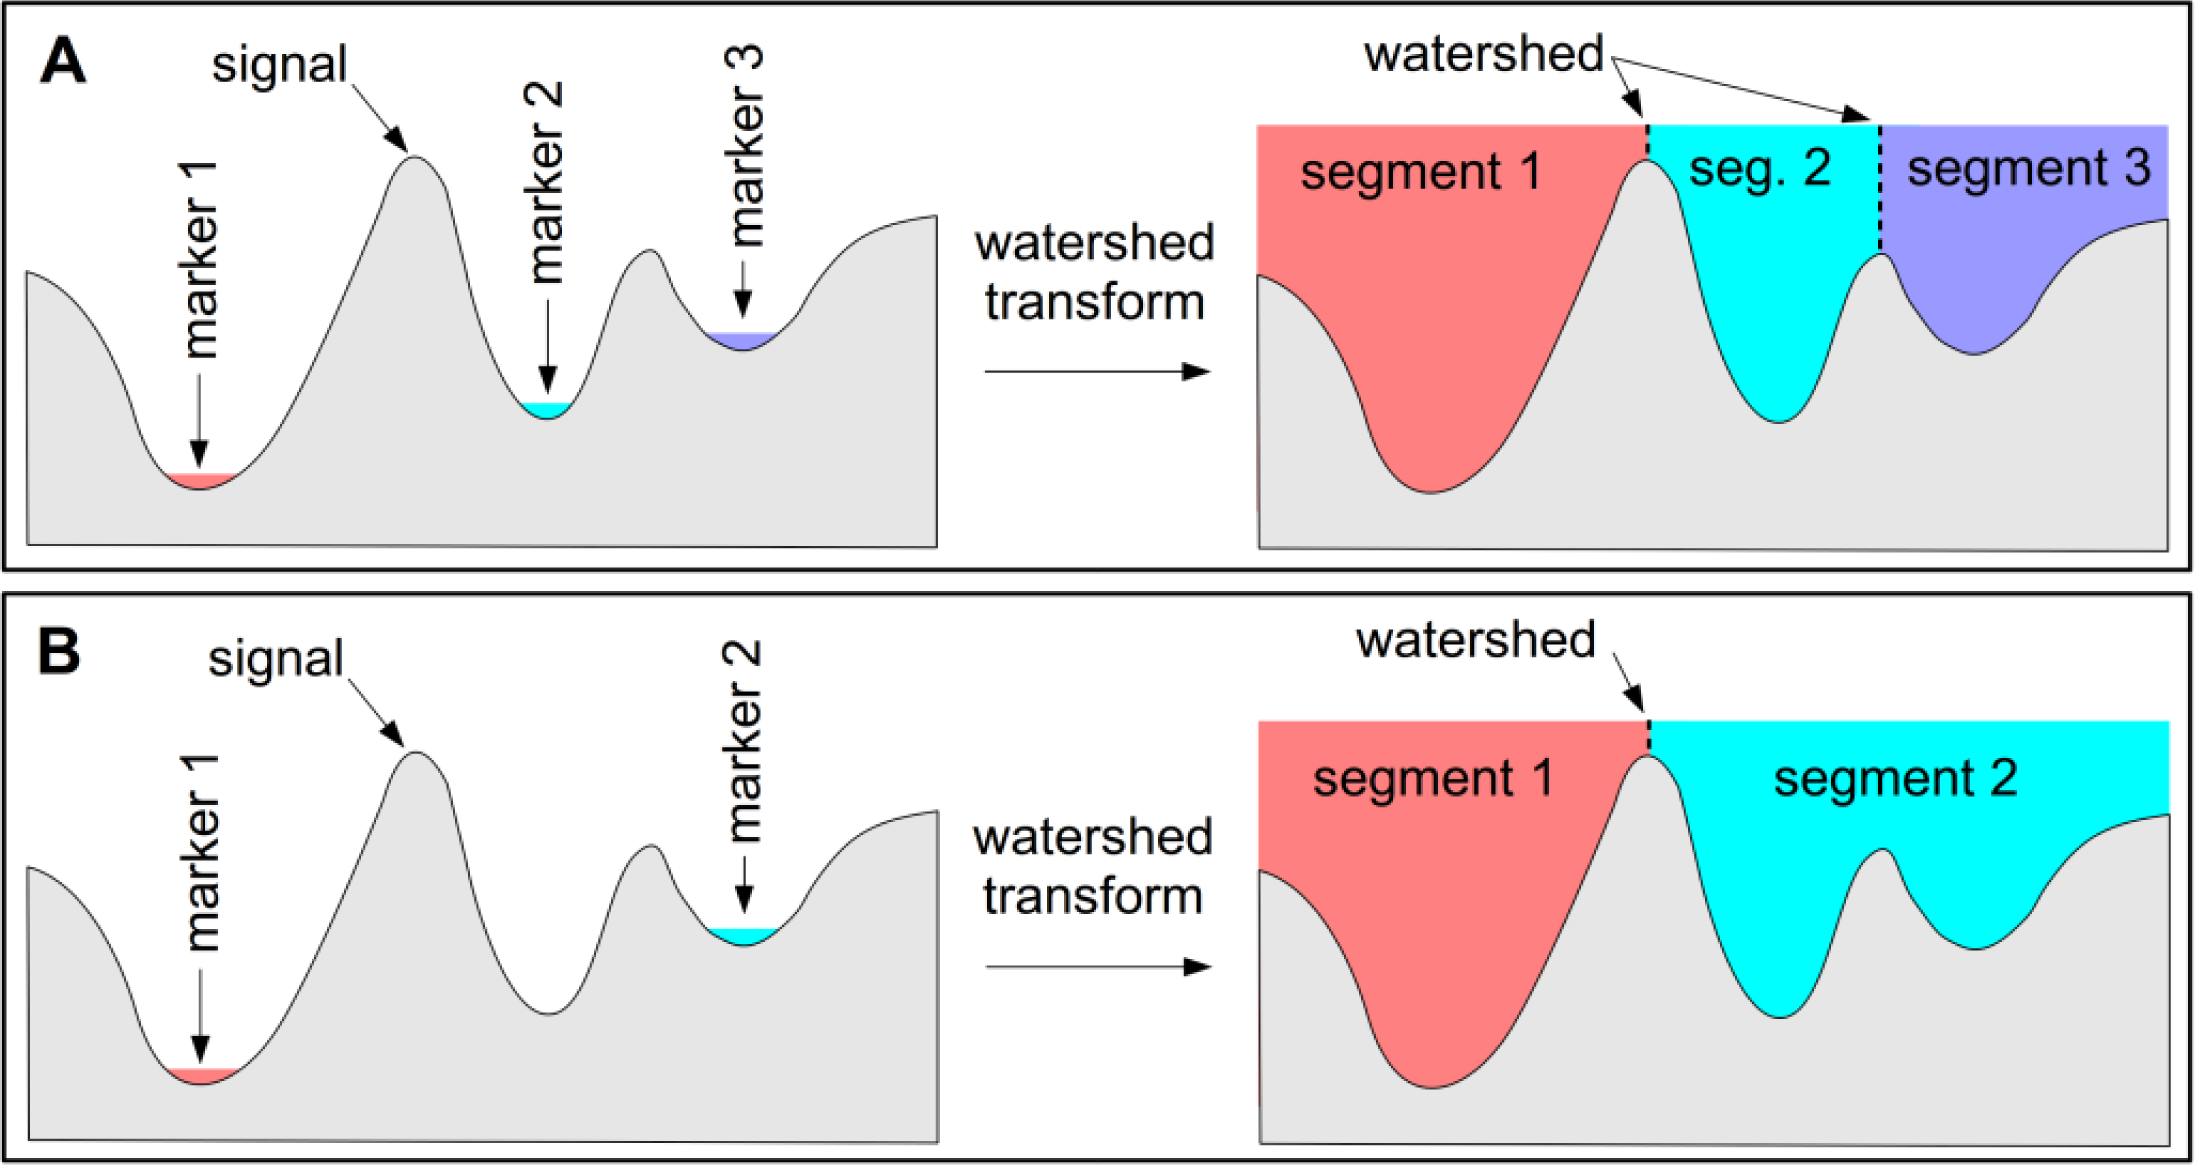 A
signal
marker 1
marker 2
marker 3
watershed
transform
watershed
segment 1
seg. 2
segment 3
B
signal
marker 1
marker 2
watershed
transform
watershed
segment 1
segment 2